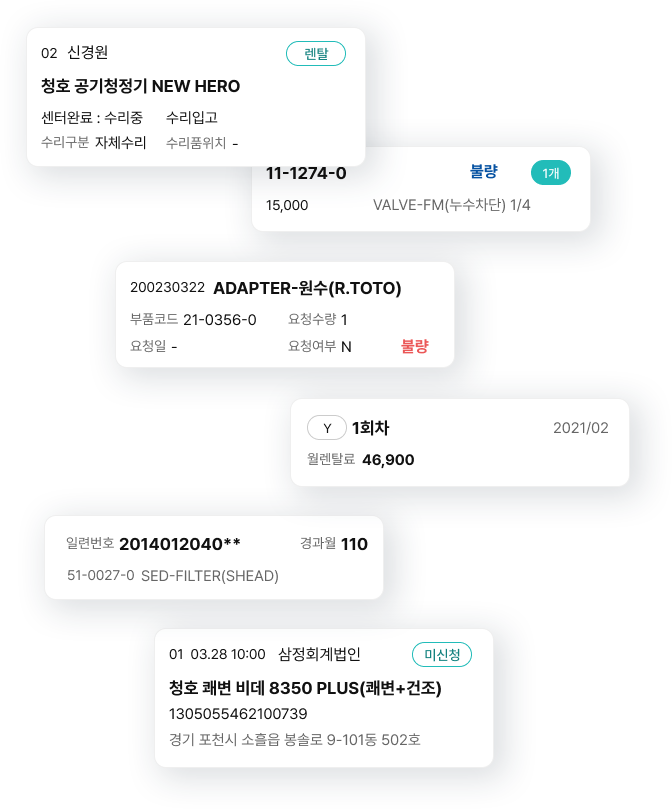 02 신경원 렌탈
청호 공기청정기 NEW HERO
센터완료 : 수리중 수리입고
수리구분 자체수리 수리품위치 -
11-1274-0 불량 1개
15,000 VALVE-FM(누수차단) 1/4
200230322 ADAPTER-원수(R.TOTO)
부품코드 21-0356-0 요청수량 1
요청일 - 요청여부 N 불량
Y 1회차 2021/02
월렌탈료 46,900
일련번호 2014012040** 경과월 110
51-0027-0 SED-FILTER(SHEAD)
01 03.28 10:00 삼정회계법인 미신청
청호 쾌변 비데 8350 PLUS(쾌변+건조)
1305055462100739
경기 포천시 소흘읍 봉솔로 9-101동 502호